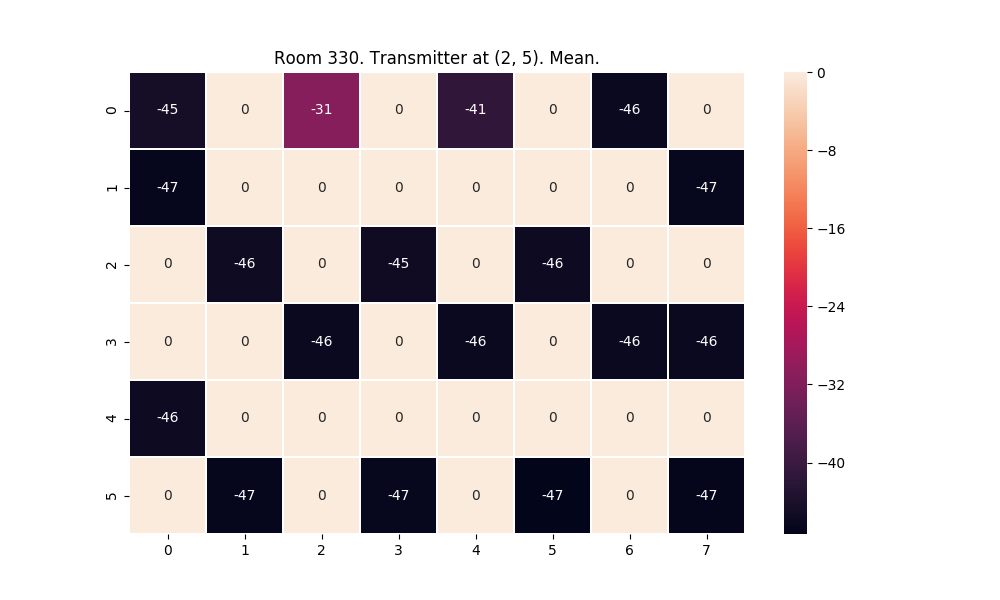 Room 330. Transmitter at (2, 5). Mean.
0 -45 0 -31 0 -41 0 -46 0
1 -47 0 0 0 0 0 0 -47
2 0 -46 0 -45 0 -46 0 0
3 0 0 -46 0 -46 0 -46 -46
4 -46 0 0 0 0 0 0 0
5 0 -47 0 -47 0 -47 0 -47
0 1 2 3 4 5 6 7
0
−8
−16
−24
−32
−40